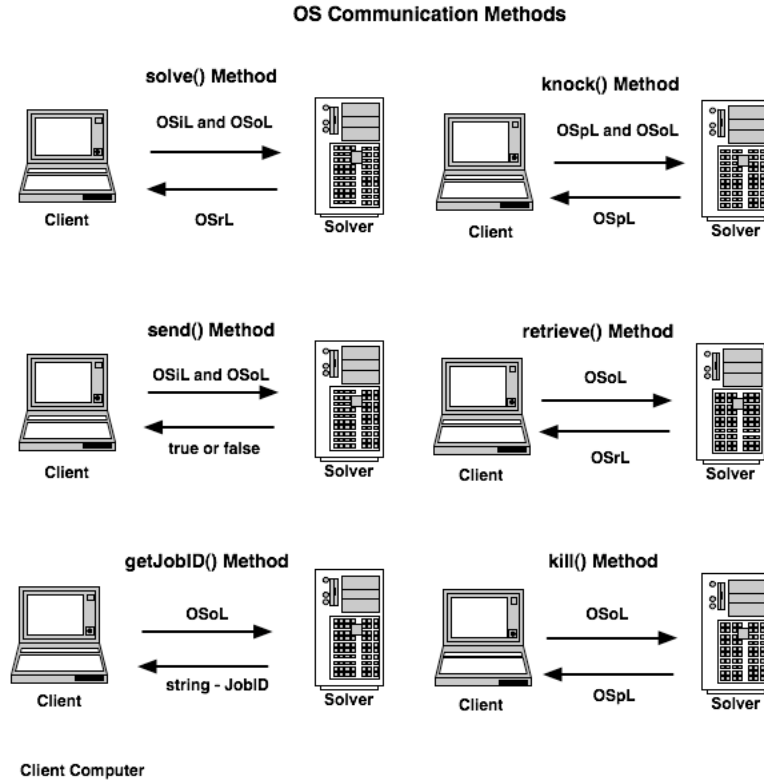 OS Communication Methods
solve() Method
OSiL and OSoL
OSrL
Client
Solver
knock() Method
OSpL and OSoL
OSpL
Client
Solver
send() Method
OSiL and OSoL
true or false
Client
Solver
retrieve() Method
OSoL
OSrL
Client
Solver
getJobID() Method
OSoL
string - JobID
Client
Solver
kill() Method
OSoL
OSpL
Client
Solver
Client Computer